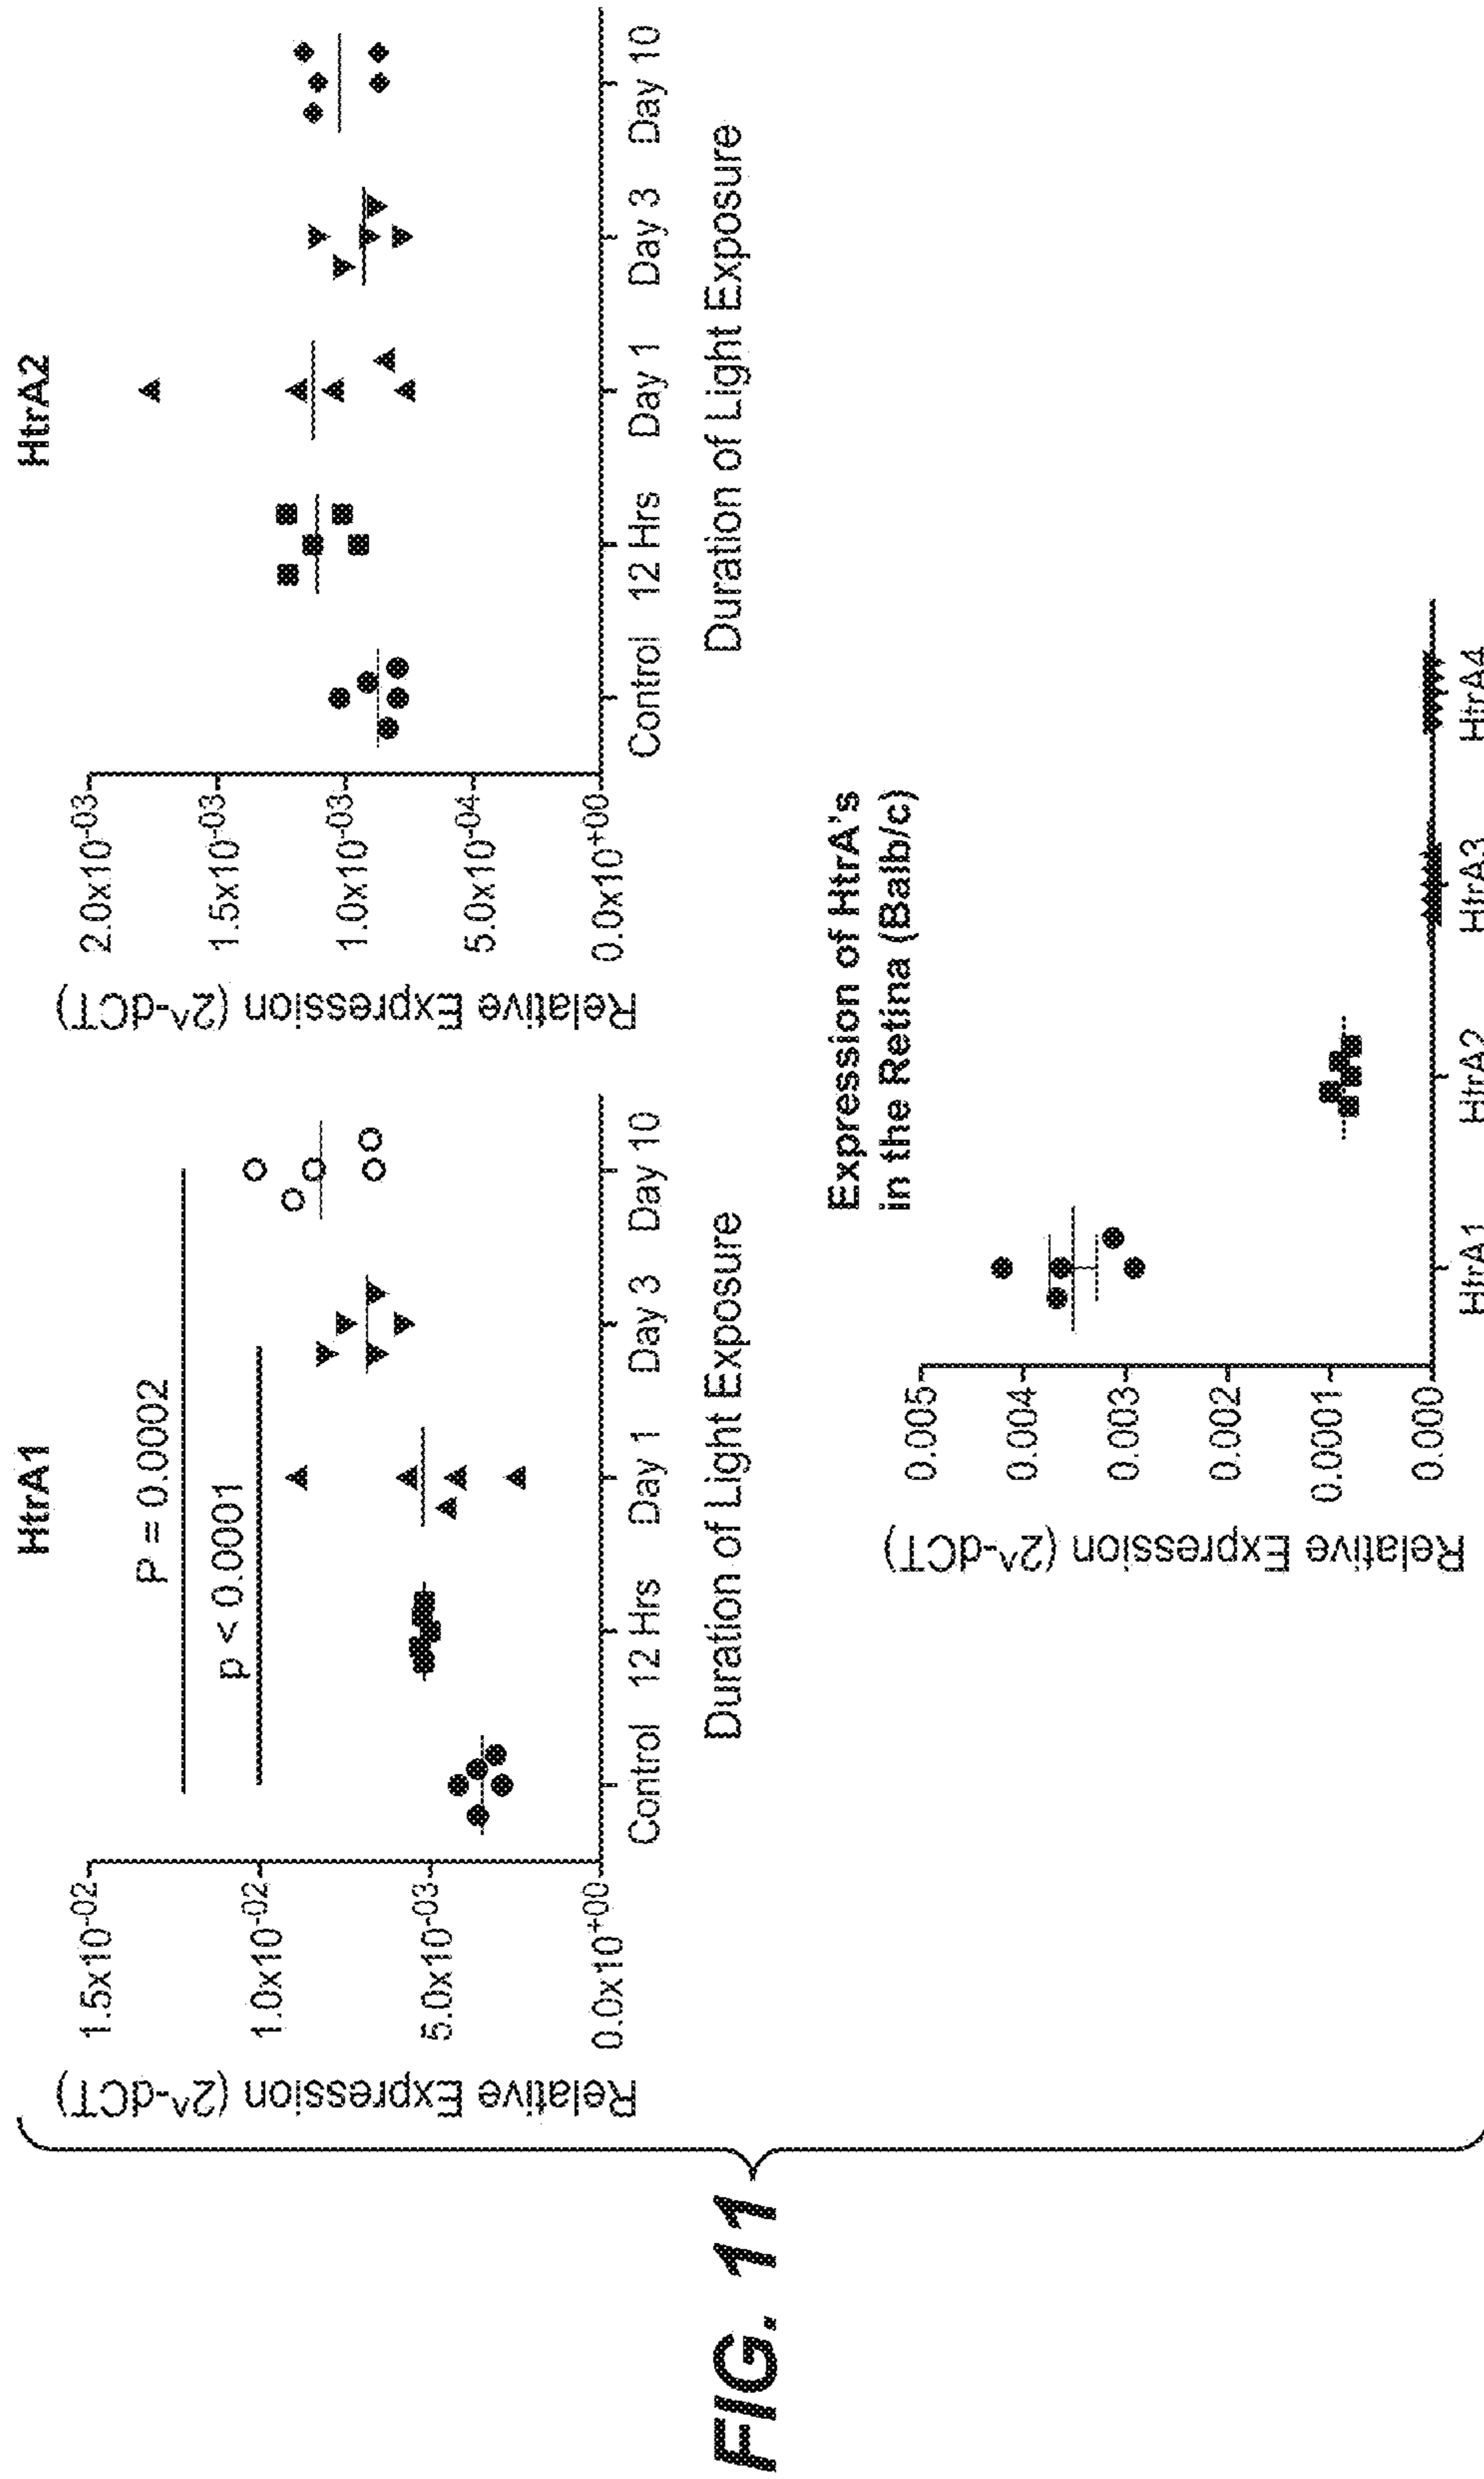 FIG. 11
HtrA1
Relative Expression (2^-dCT)
1.5x10-02
1.0x10-02
5.0x10-03
0.0x10+00
P = 0.0002
p < 0.0001
Control 12 Hrs Day 1 Day 3 Day 10
Duration of Light Exposure
HtrA2
Relative Expression (2^-dCT)
2.0x10-03
1.5x10-03
1.0x10-03
5.0x10-04
0.0x10+00
Control 12 Hrs Day 1 Day 3 Day 10
Duration of Light Exposure
Expression of HtrA's
in the Retina (Balb/c)
Relative Expression (2^-dCT)
0.005
0.004
0.003
0.002
0.0001
0.000
HtrA1 HtrA2 HtrA3 HtrA4